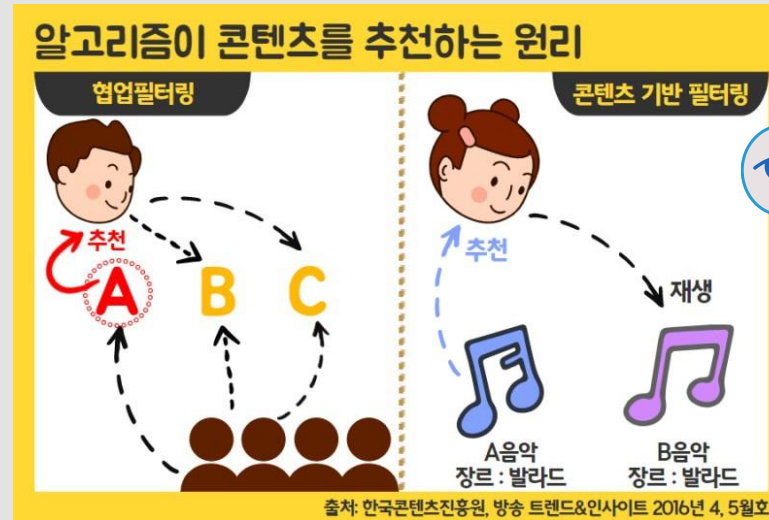 알고리즘이 콘텐츠를 추천하는 원리
협업필터링
추천
A
B
C
콘텐츠 기반 필터링
추천
재생
A음악
장르 : 발라드
B음악
장르 : 발라드
출처: 한국콘텐츠진흥원, 방송 트렌드&인사이트 2016년 4, 5월호